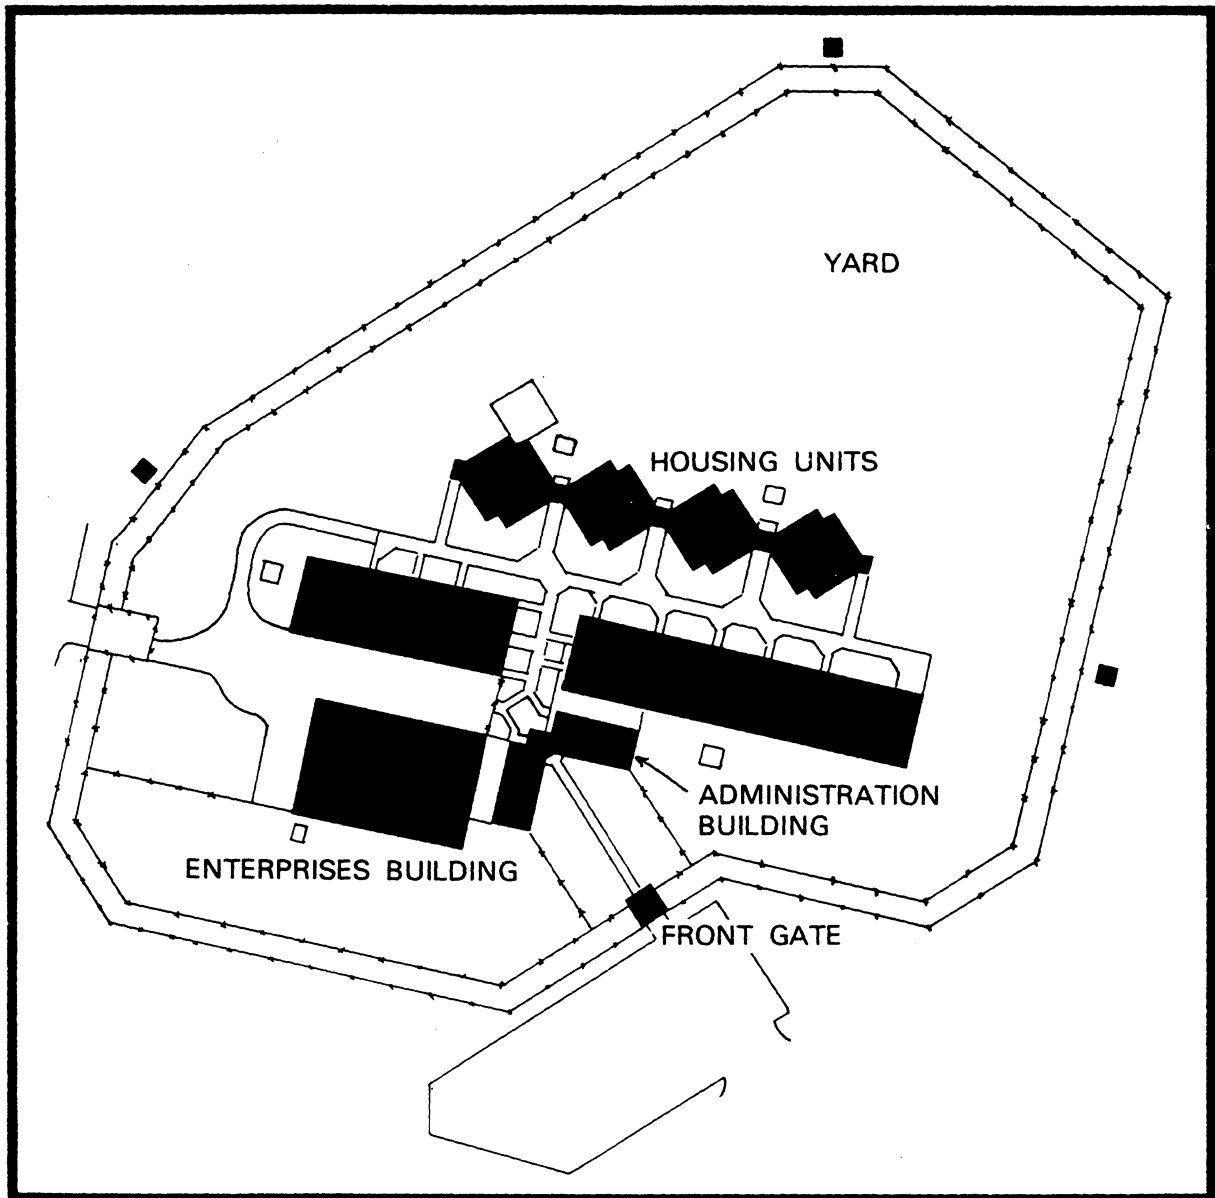 YARD
HOUSING UNITS
ADMINISTRATION
BUILDING
ENTERPRISES BUILDING
FRONT GATE